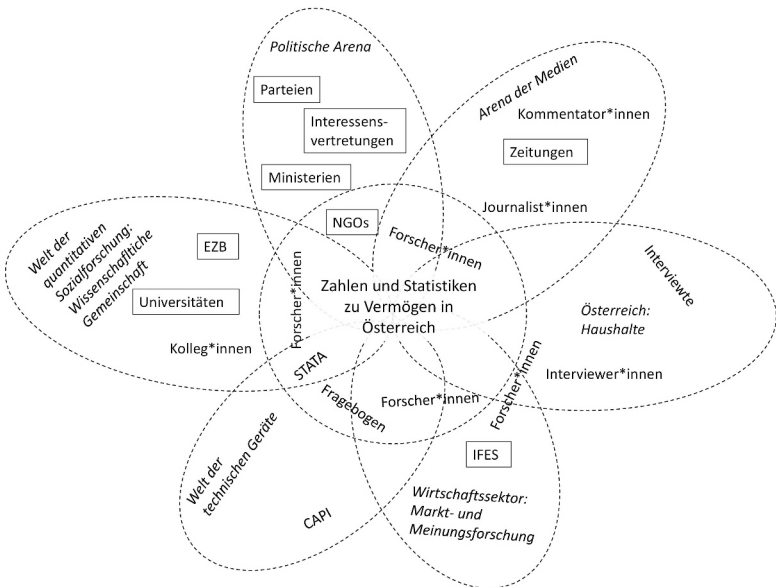 Politische Arena
Parteien
Interessens-
vertretungen
Ministerien
NGOs
Arena der Medien
Kommentator*innen
Zeitungen
Journalist*innen
Forscher*innen
Welt der
quantitativen
Sozialforschung:
Wissenschafltiche
Gemeinschaft
EZB
Universitäten
Kolleg*innen
Forscher*innen
Zahlen und Statistiken
zu Vermögen in
Österreich
Interviewte
Österreich:
Haushalte
Interviewer*innen
Forscher*innen
STATA
Fragebogen
Forscher*innen
Welt der
technischen Geräte
CAPI
IFES
Wirtschaftssektor:
Markt- und
Meinungsforschung